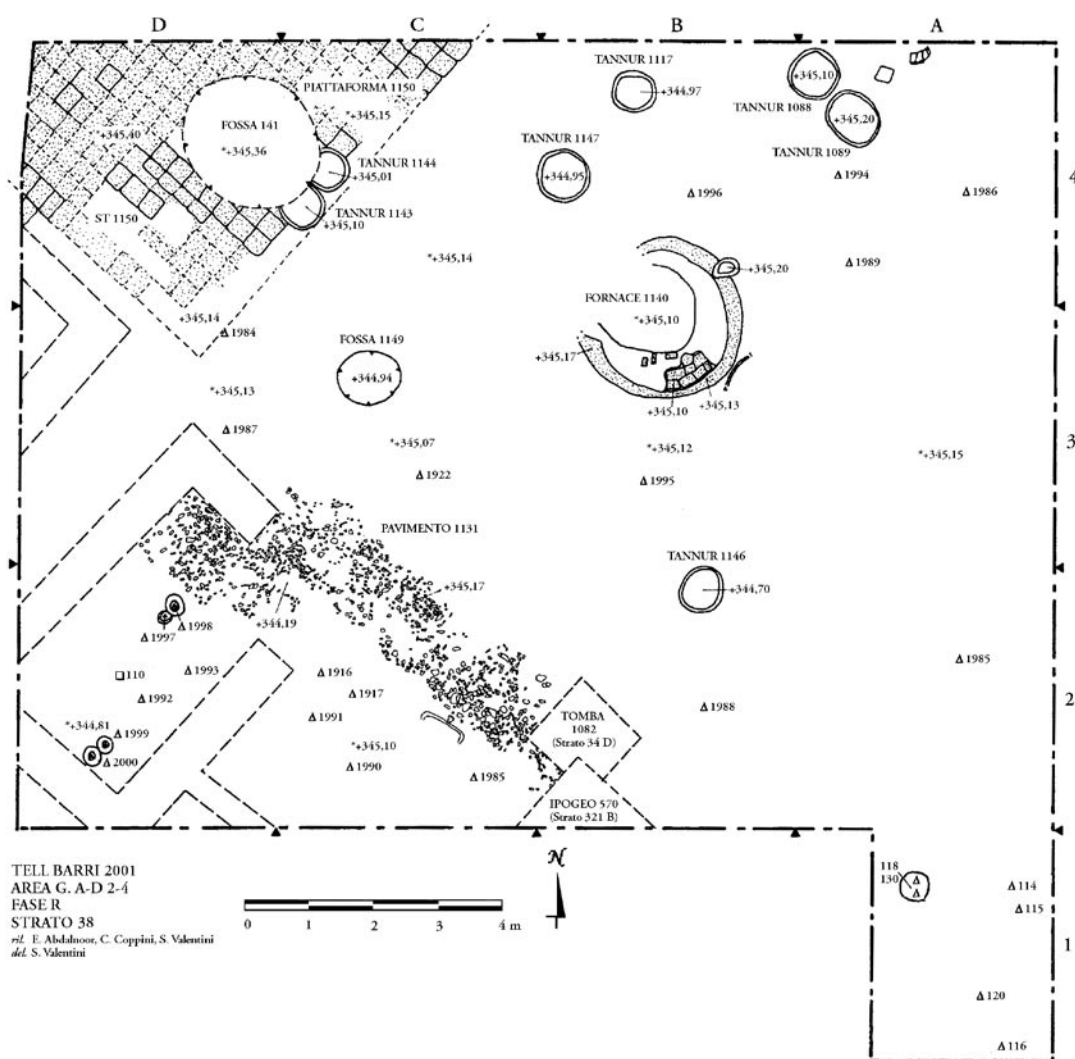 D C B A
TANNUR 1117
+344,97
+345,10
TANNUR 1088
+345,20
TANNUR 1089
PIATTAFORMA 1150
*+345,15
FOSSA 141
*+345,36
*+345,40
TANNUR 1144
+345,01
TANNUR 1143
+345,10
ST 1150
TANNUR 1147
+344,95
Δ 1996
Δ 1994
Δ 1986
4
*+345,14
Δ 1989
+345,20
FORNACE 1140
*+345,10
+345,17
+345,10
+345,13
*+345,14
Δ 1984
FOSSA 1149
+344,94
*+345,13
Δ 1987
*+345,07
Δ 1922
*+345,12
Δ 1995
*+345,15
3
PAVIMENTO 1131
+345,17
+344,19
TANNUR 1146
+344,70
Δ 1997
Δ 1998
110
Δ 1993
Δ 1992
Δ 1916
Δ 1917
Δ 1991
*+344,81
Δ 1999
Δ 2000
*+345,10
Δ 1990
Δ 1985
Δ 1988
Δ 1985
2
TOMBA
1082
(Strato 34 D)
IPOGEO 570
(Strato 321 B)
TELL BARRI 2001
AREA G. A-D 2-4
FASE R
STRATO 38
ril. E. Abdalnoor, C. Coppini, S. Valentini
del. S. Valentini
0 1 2 3 4 m
N
118
130
Δ
Δ
Δ 114
Δ 115
1
Δ 120
Δ 116